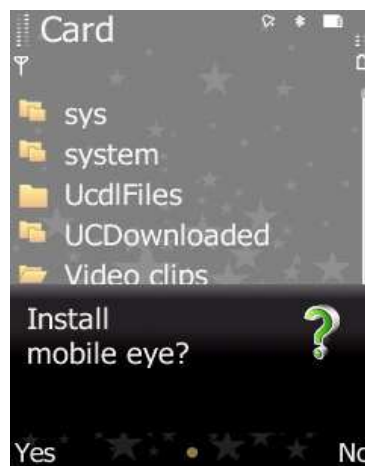 Card
sys
system
UcdlFiles
UCDownloaded
Video clips
Install
mobile eye?
Yes
No